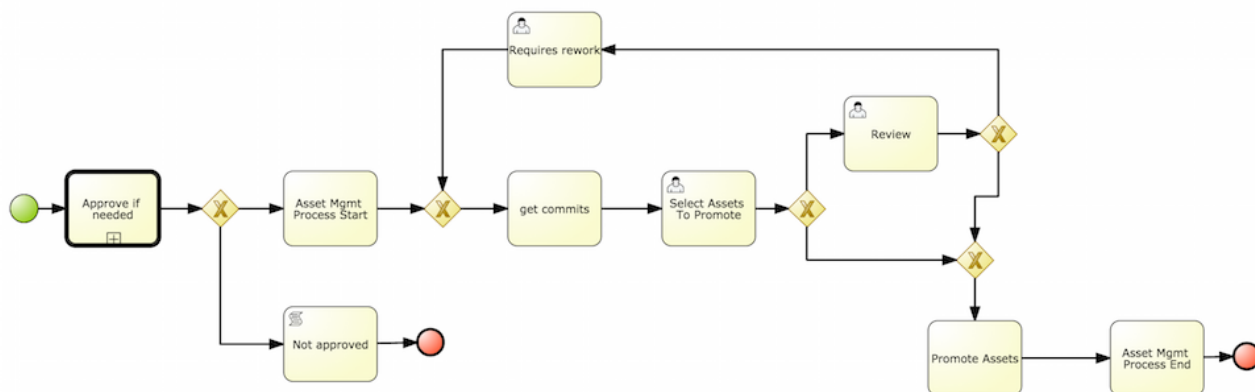 Requires rework
Review
Approve if
needed
Asset Mgmt
Process Start
get commits
Select Assets
To Promote
Not approved
Promote Assets
Asset Mgmt
Process End